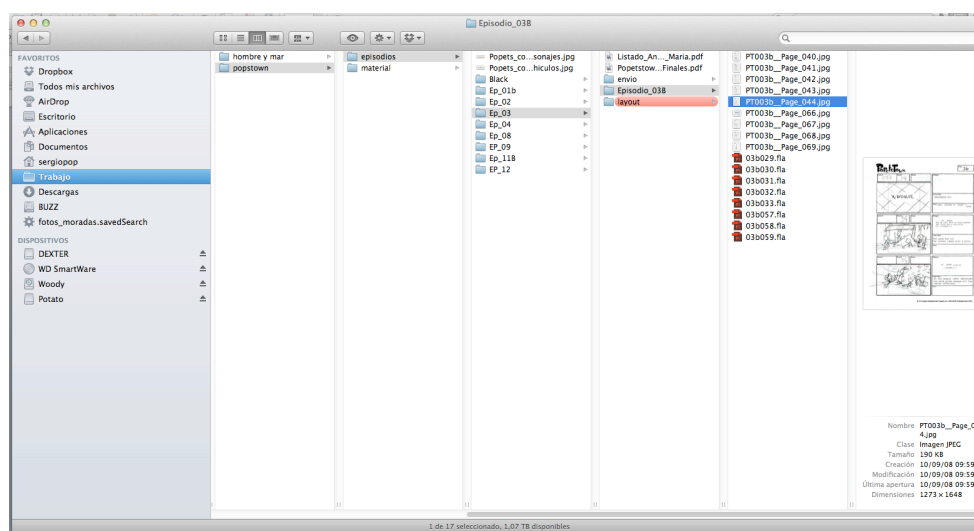 Episodio_03B
FAVORITOS
Dropbox
Todos mis archivos
AirDrop
Escritorio
Aplicaciones
Documentos
sergiopop
Trabajo
Descargas
BUZZ
fotos_moradas.savedSearch
DISPOSITIVOS
DEXTER
WD SmartWare
Woody
Potato
hombre y mar
popstown
episodios
material
Popets_co...sonajes.jpg
Popets_co...hiculos.jpg
Black
Ep_01b
Ep_02
Ep_03
Ep_04
Ep_08
EP_09
Ep_11B
EP_12
Listado_An..._Maria.pdf
Popetstow...Finales.pdf
envio
Episodio_03B
layout
PT003b__Page_040.jpg
PT003b__Page_041.jpg
PT003b__Page_042.jpg
PT003b__Page_043.jpg
PT003b__Page_044.jpg
PT003b__Page_066.jpg
PT003b__Page_067.jpg
PT003b__Page_068.jpg
PT003b__Page_069.jpg
03b029.fla
03b030.fla
03b031.fla
03b032.fla
03b033.fla
03b057.fla
03b058.fla
03b059.fla
Nombre PT003b__Page_0
4.jpg
Clase Imagen JPEG
Tamaño 190 KB
Creación 10/09/08 09:59
Modificación 10/09/08 09:59
Última apertura 10/09/08 09:59
Dimensiones 1273 × 1648
1 de 17 seleccionado, 1,07 TB disponibles